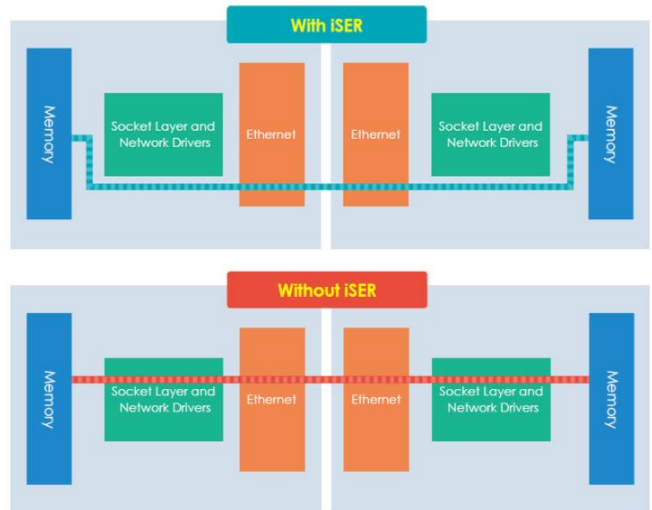 With iSER
Memory
Socket Layer and
Network Drivers
Ethernet
Ethernet
Socket Layer and
Network Drivers
Memory
Without iSER
Memory
Socket Layer and
Network Drivers
Ethernet
Ethernet
Socket Layer and
Network Drivers
Memory